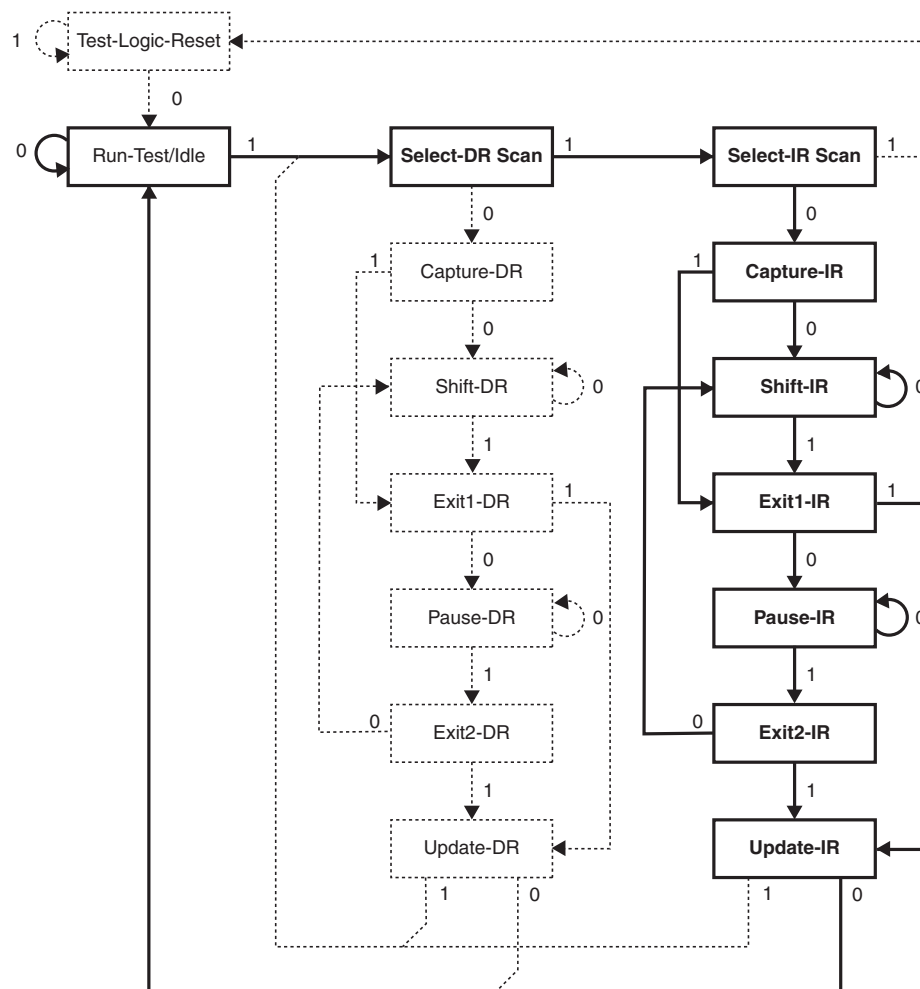 1
Test-Logic-Reset
0
0
Run-Test/Idle
1
Select-DR Scan
1
Select-IR Scan
1
0
0
1
Capture-DR
1
Capture-IR
0
0
Shift-DR
0
Shift-IR
0
1
1
Exit1-DR
1
Exit1-IR
1
0
0
Pause-DR
0
Pause-IR
0
1
1
0
Exit2-DR
0
Exit2-IR
1
1
Update-DR
Update-IR
1
0
1
0